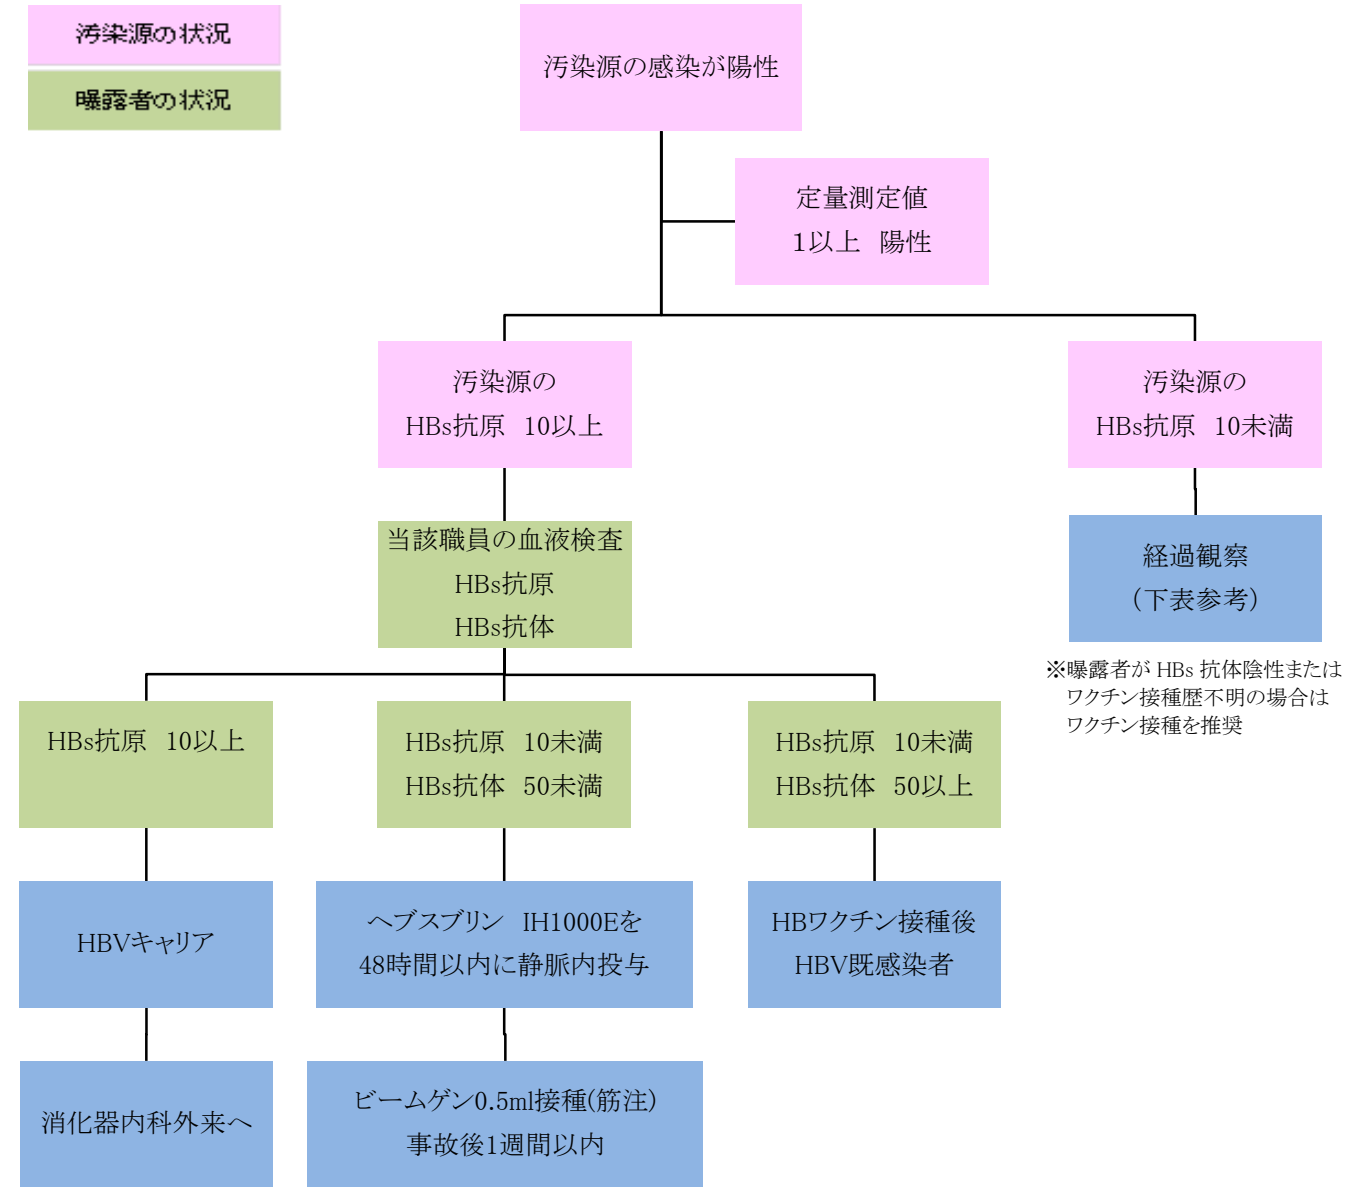 汚染源の状況
曝露者の状況
汚染源の感染が陽性
定量測定値
1以上　陽性
汚染源の
HBs抗原　10以上
汚染源の
HBs抗原　10未満
当該職員の血液検査
HBs抗原
HBs抗体
経過観察
（下表参考）
※曝露者が HBs 抗体陰性または
ワクチン接種歴不明の場合は
ワクチン接種を推奨
HBs抗原　10以上
HBs抗原　10未満
HBs抗体　50未満
HBs抗原　10未満
HBs抗体　50以上
HBVキャリア
ヘブスブリン　IH1000Eを
48時間以内に静脈内投与
HBワクチン接種後
HBV既感染者
消化器内科外来へ
ビームゲン0.5ml接種(筋注)
事故後1週間以内